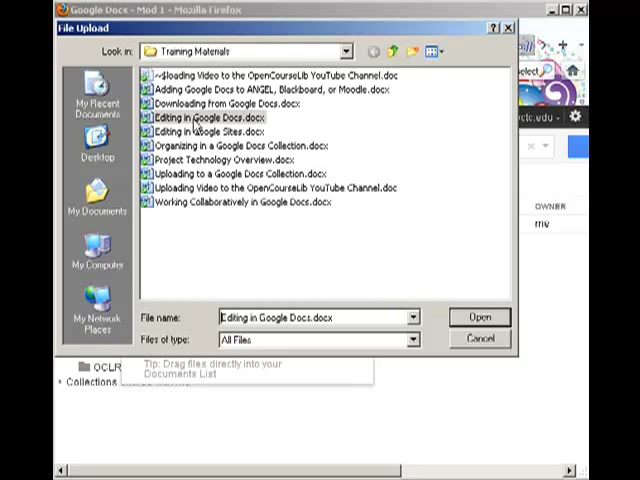 Google Docs - Mod 1 - Mozilla Firefox
File Upload
Look in:
Training Materials
~$loading Video to the OpenCourseLib YouTube Channel.doc
Adding Google Docs to ANGEL, Blackboard, or Moodle.docx
Downloading from Google Docs.docx
Editing in Google Docs.docx
Editing in Google Sites.docx
Organizing in a Google Docs Collection.docx
Project Technology Overview.docx
Uploading to a Google Docs Collection.docx
Uploading Video to the OpenCourseLib YouTube Channel.doc
Working Collaboratively in Google Docs.docx
My Recent
Documents
Desktop
My Documents
My Computer
My Network
Places
File name:
Editing in Google Docs.docx
Open
Files of type:
All Files
Cancel
select
ctc.edu
OWNER
me
OCLR
Tip: Drag files directly into your
Documents List
Collections